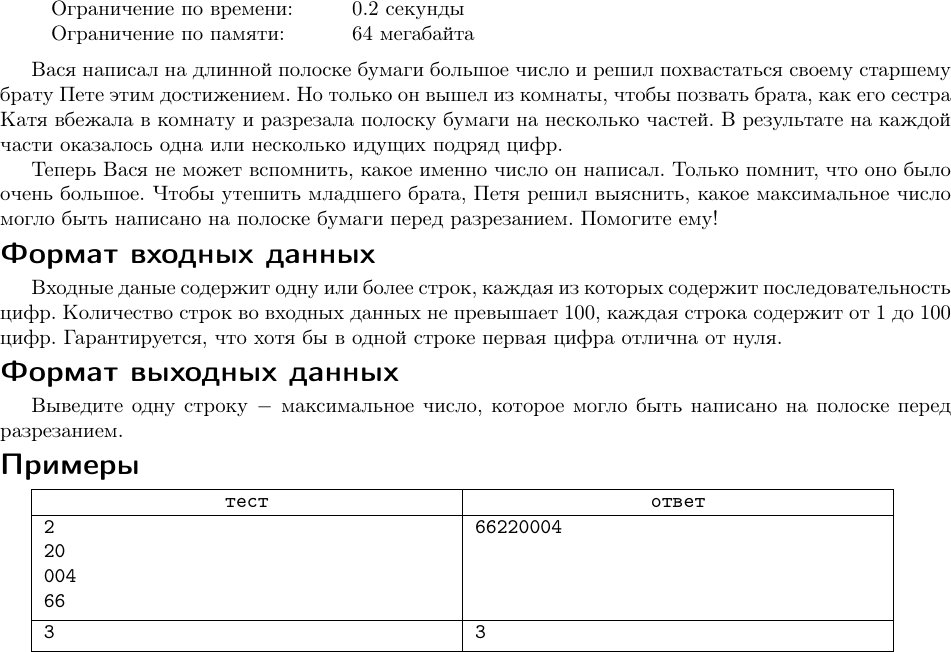 Ограничение по времени: 0.2 секунды
Ограничение по памяти: 64 мегабайта
Вася написал на длинной полоске бумаги большое число и решил похвастаться своему старшему
брату Пете этим достижением. Но только он вышел из комнаты, чтобы позвать брата, как его сестра
Катя вбежала в комнату и разрезала полоску бумаги на несколько частей. В результате на каждой
части оказалось одна или несколько идущих подряд цифр.
Теперь Вася не может вспомнить, какое именно число он написал. Только помнит, что оно было
очень большое. Чтобы утешить младшего брата, Петя решил выяснить, какое максимальное число
могло быть написано на полоске бумаги перед разрезанием. Помогите ему!
Формат входных данных
Входные даные содержит одну или более строк, каждая из которых содержит последовательность
цифр. Количество строк во входных данных не превышает 100, каждая строка содержит от 1 до 100
цифр. Гарантируется, что хотя бы в одной строке первая цифра отлична от нуля.
Формат выходных данных
Выведите одну строку – максимальное число, которое могло быть написано на полоске перед
разрезанием.
Примеры
тест ответ
2 66220004
20
004
66
3 3